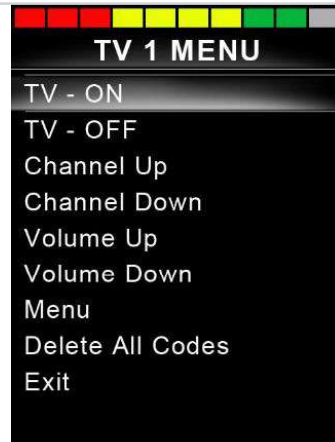 TV 1 MENU
TV - ON
TV - OFF
Channel Up
Channel Down
Volume Up
Volume Down
Menu
Delete All Codes
Exit